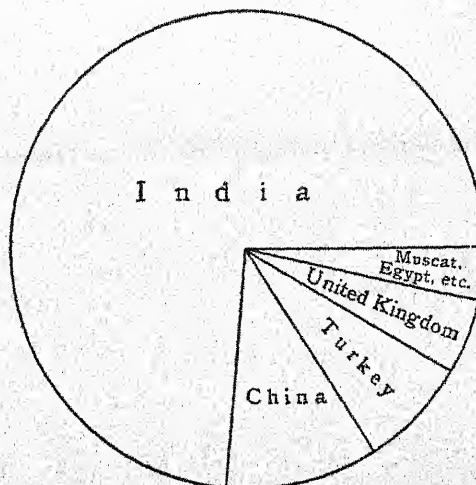 India
Muscat,
Egypt, etc.
United Kingdom
Turkey
China